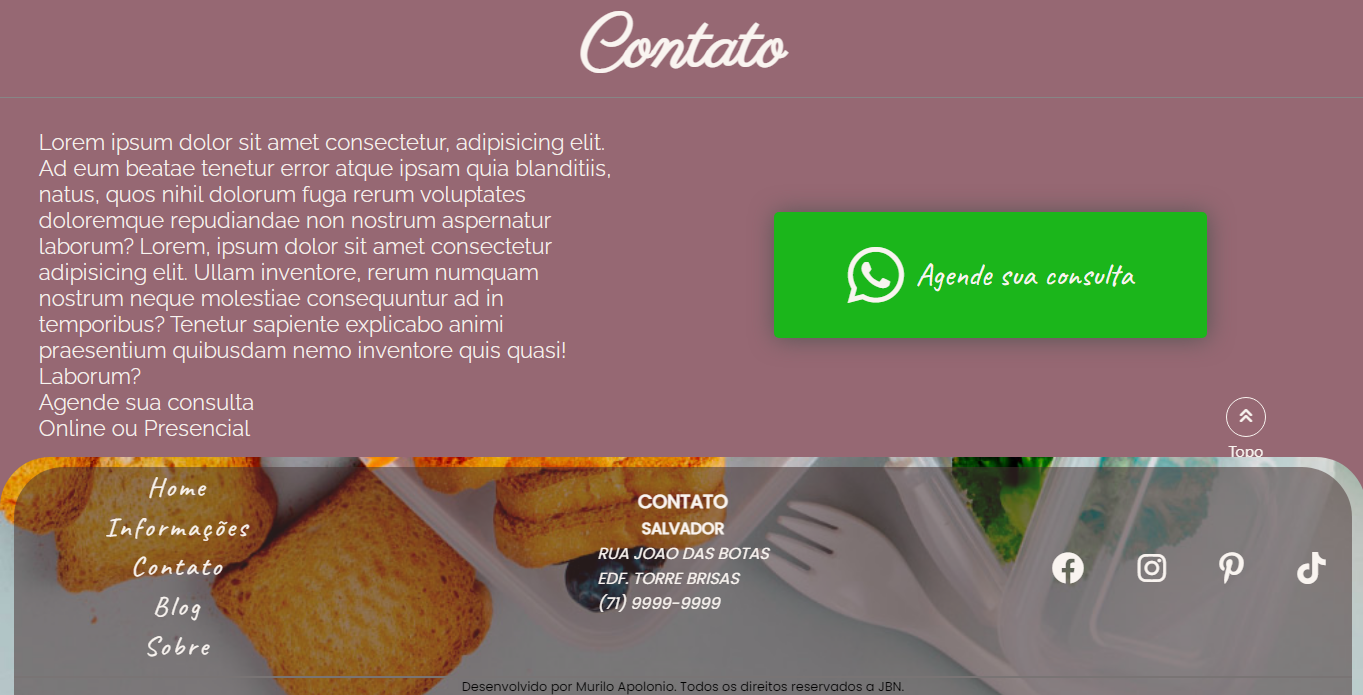 Contato
Lorem ipsum dolor sit amet consectetur, adipisicing elit.
Ad eum beatae tenetur error atque ipsam quia blanditiis,
natus, quos nihil dolorum fuga rerum voluptates
doloremque repudiandae non nostrum aspernatur
laborum? Lorem, ipsum dolor sit amet consectetur
adipisicing elit. Ullam inventore, rerum numquam
nostrum neque molestiae consequuntur ad in
temporibus? Tenetur sapiente explicabo animi
praesentium quibusdam nemo inventore quis quasi!
Laborum?
Agende sua consulta
Online ou Presencial
Agende sua consulta
Topo
Home
Informações
Contato
Blog
Sobre
CONTATO
SALVADOR
RUA JOAO DAS BOTAS
EDF. TORRE BRISAS
(71) 9999-9999
Desenvolvido por Murilo Apolonio. Todos os direitos reservados a JBN.